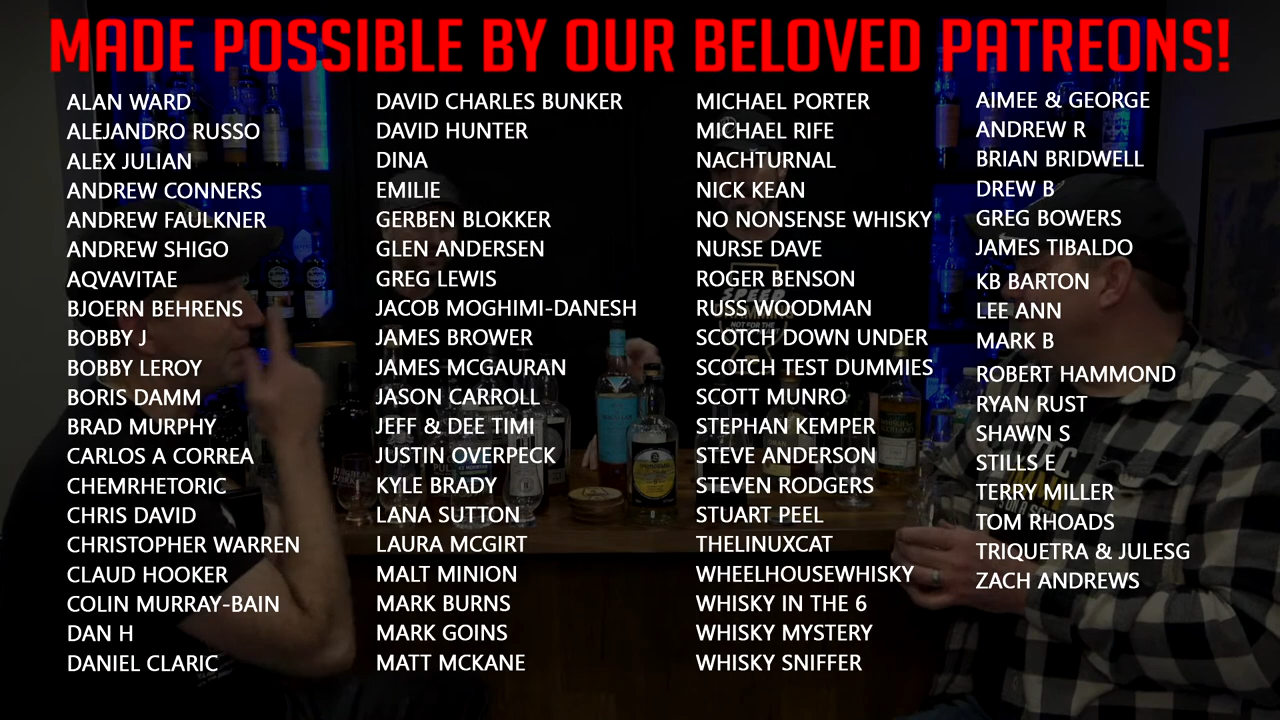 MADE POSSIBLE BY OUR BELOVED PATREONS!
ALAN WARD
ALEJANDRO RUSSO
ALEX JULIAN
ANDREW CONNERS
ANDREW FAULKNER
ANDREW SHIGO
AQVAVITAE
BJOERN BEHRENS
BOBBY J
BOBBY LEROY
BORIS DAMM
BRAD MURPHY
CARLOS A CORREA
CHEMRHETORIC
CHRIS DAVID
CHRISTOPHER WARREN
CLAUD HOOKER
COLIN MURRAY-BAIN
DAN H
DANIEL CLARIC
DAVID CHARLES BUNKER
DAVID HUNTER
DINA
EMILIE
GERBEN BLOKKER
GLEN ANDERSEN
GREG LEWIS
JACOB MOGHIMI-DANESH
JAMES BROWER
JAMES MCGAURAN
JASON CARROLL
JEFF & DEE TIMI
JUSTIN OVERPECK
KYLE BRADY
LANA SUTTON
LAURA MCGIRT
MALT MINION
MARK BURNS
MARK GOINS
MATT MCKANE
MICHAEL PORTER
MICHAEL RIFE
NACHTURNAL
NICK KEAN
NO NONSENSE WHISKY
NURSE DAVE
ROGER BENSON
RUSS WOODMAN
SCOTCH DOWN UNDER
SCOTCH TEST DUMMIES
SCOTT MUNRO
STEPHAN KEMPER
STEVE ANDERSON
STEVEN RODGERS
STUART PEEL
THELINUXCAT
WHEELHOUSEWHISKY
WHISKY IN THE 6
WHISKY MYSTERY
WHISKY SNIFFER
AIMEE & GEORGE
ANDREW R
BRIAN BRIDWELL
DREW B
GREG BOWERS
JAMES TIBALDO
KB BARTON
LEE ANN
MARK B
ROBERT HAMMOND
RYAN RUST
SHAWN S
STILLS E
TERRY MILLER
TOM RHOADS
TRIQUETRA & JULESG
ZACH ANDREWS